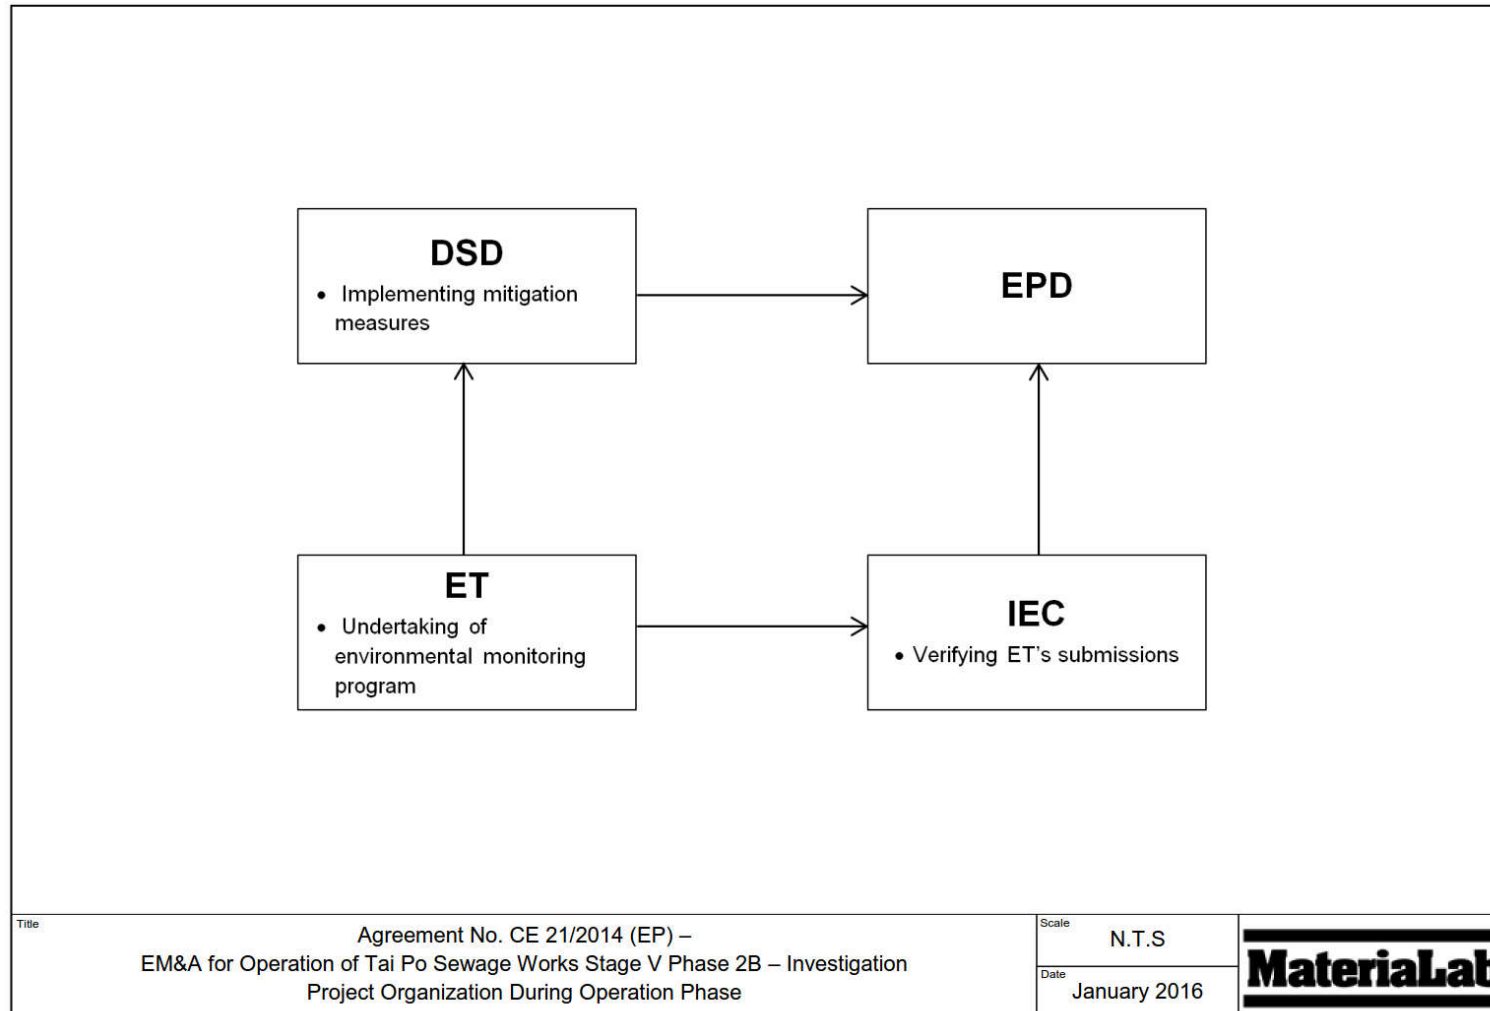 DSD
• Implementing mitigation
measures
EPD
ET
• Undertaking of
environmental monitoring
program
IEC
• Verifying ET's submissions
Title
Agreement No. CE 21/2014 (EP) –
EM&A for Operation of Tai Po Sewage Works Stage V Phase 2B – Investigation
Project Organization During Operation Phase
Scale
N.T.S
Date
January 2016
MateriaLab